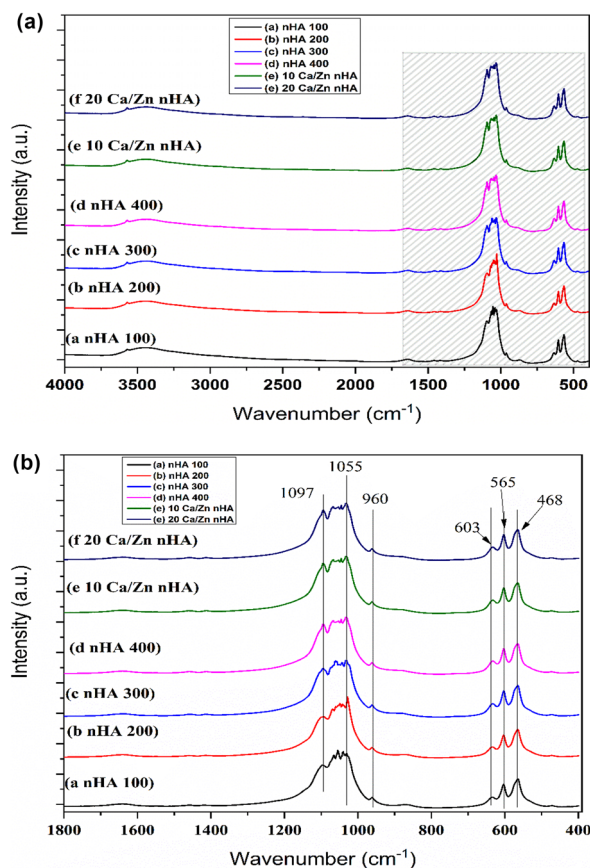 (a)
(a) nHA 100
(b) nHA 200
(c) nHA 300
(d) nHA 400
(e) 10 Ca/Zn nHA
(e) 20 Ca/Zn nHA
(f 20 Ca/Zn nHA)
(e 10 Ca/Zn nHA)
(d nHA 400)
(c nHA 300)
(b nHA 200)
(a nHA 100)
Intensity (a.u.)
4000 3500 3000 2500 2000 1500 1000 500
Wavenumber (cm-1)
(b)
(a) nHA 100
(b) nHA 200
(c) nHA 300
(d) nHA 400
(e) 10 Ca/Zn nHA
(e) 20 Ca/Zn nHA
1097
1055
960
603
565
468
(f 20 Ca/Zn nHA)
(e 10 Ca/Zn nHA)
(d nHA 400)
(c nHA 300)
(b nHA 200)
(a nHA 100)
Intensity (a.u.)
1800 1600 1400 1200 1000 800 600 400
Wavenumber (cm-1)